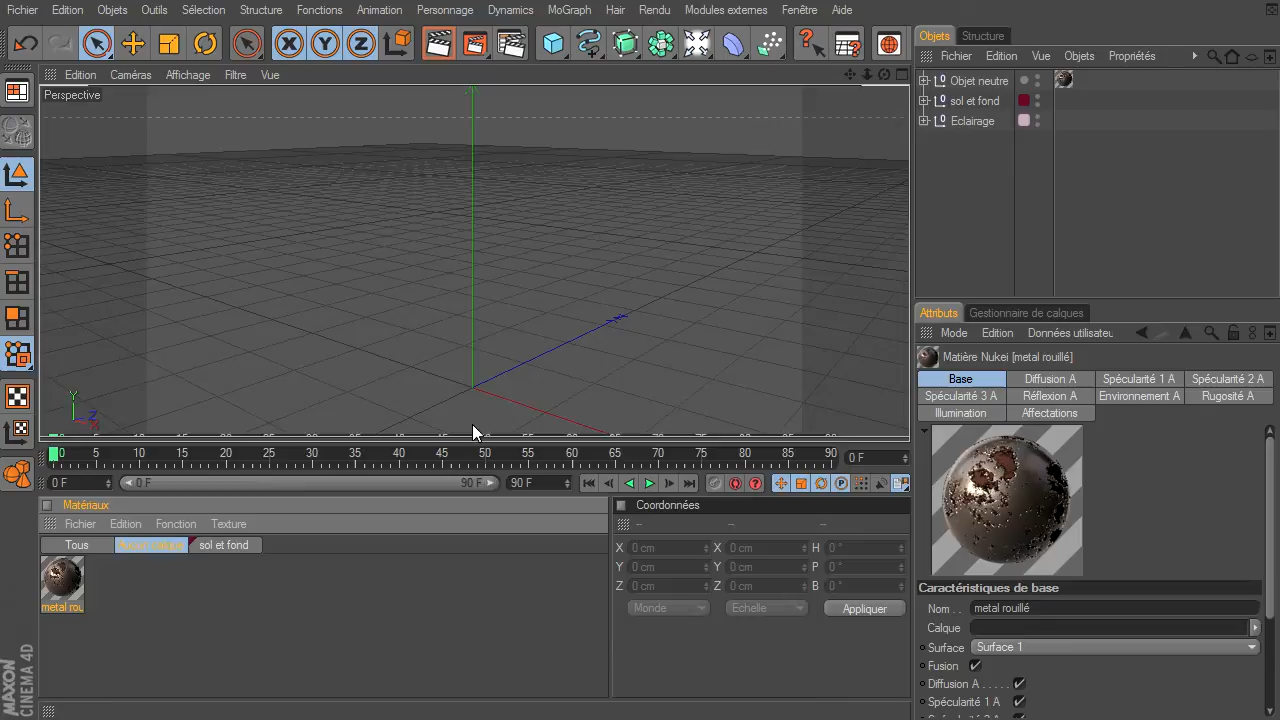 Fichier Edition Objets Outils Sélection Structure Fonctions Animation Personnage Dynamics MoGraph Hair Rendu Modules externes Fenêtre Aide
X Y Z
Edition Caméras Affichage Filtre Vue
Perspective
Y
Z
X
0 5 10 15 20 25 30 35 40 45 50 55 60 65 70 75 80 85 90
0 F
0 F
0 F
90 F
90 F
Matériaux
Fichier Edition Fonction Texture
Tous
sol et fond
metal rou
Coordonnées
-- -- --
X 0 cm X 0 cm H 0 °
Y 0 cm Y 0 cm P 0 °
Z 0 cm Z 0 cm B 0 °
Monde Echelle Appliquer
MAXON
CINEMA 4D
Objets Structure
Fichier Edition Vue Objets Propriétés
Objet neutre
sol et fond
Eclairage
Attributs Gestionnaire de calques
Mode Edition Données utilisateu
Matière Nukei [metal rouillé]
Base Diffusion A Spécularité 1 A Spécularité 2 A
Spécularité 3 A Réflexion A Environnement A Rugosité A
Illumination Affectations
Caractéristiques de base
Nom . . metal rouillé
Calque
Surface Surface 1
Fusion
Diffusion A . . . . .
Spécularité 1 A